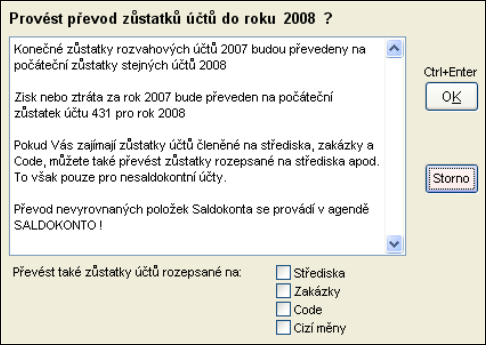 Provést převod zůstatků účtů do roku 2008 ?
Konečné zůstatky rozvahových účtů 2007 budou převedeny na
počáteční zůstatky stejných účtů 2008
Zisk nebo ztráta za rok 2007 bude převeden na počáteční
zůstatek účtu 431 pro rok 2008
Pokud Vás zajímají zůstatky účtů členěné na střediska, zakázky a
Code, můžete také převést zůstatky rozepsané na střediska apod.
To však pouze pro nesaldokontní účty.
Převod nevyrovnaných položek Saldokonta se provádí v agendě
SALDOKONTO !
Ctrl+Enter
OK
Storno
Převést také zůstatky účtů rozepsané na:
Střediska
Zakázky
Code
Cizí měny